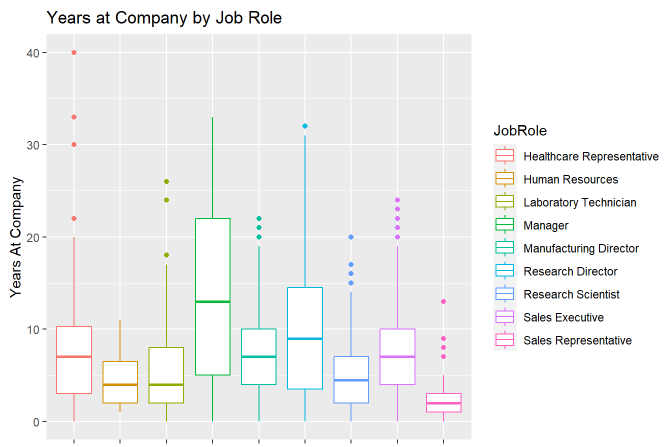 Years at Company by Job Role
40
30
20
10
0
Years At Company
JobRole
Healthcare Representative
Human Resources
Laboratory Technician
Manager
Manufacturing Director
Research Director
Research Scientist
Sales Executive
Sales Representative